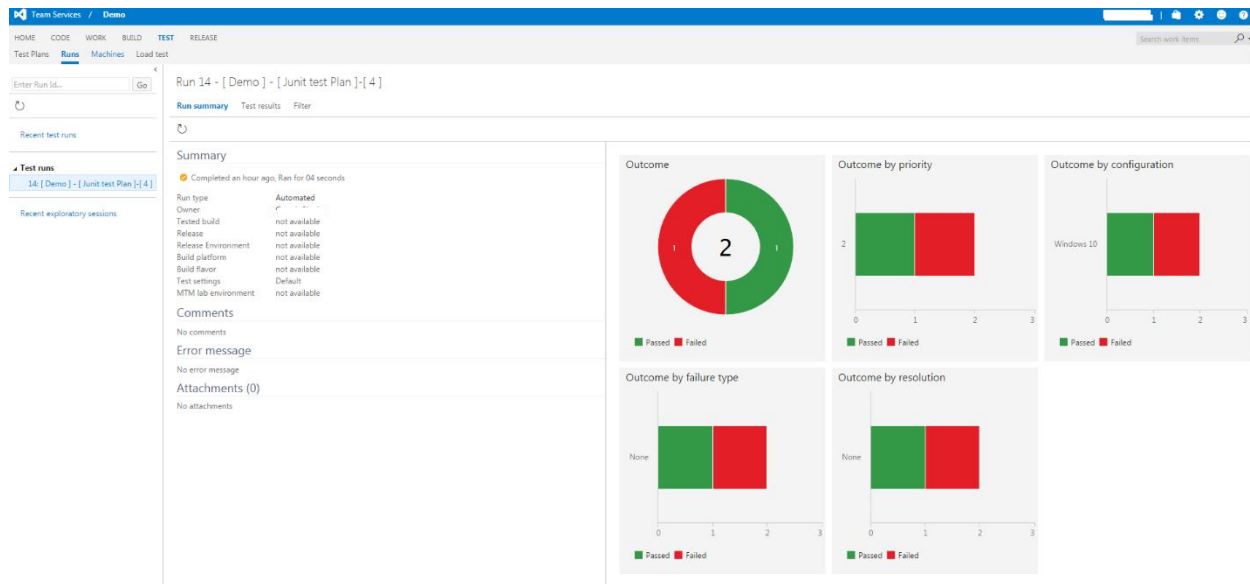 Team Services / Demo
HOME CODE WORK BUILD TEST RELEASE
Search work items
Test Plans Runs Machines Load test
Enter Run Id... Go
Recent test runs
Test runs
14: [ Demo ] - [ Junit test Plan ]-[ 4 ]
Recent exploratory sessions
Run 14 - [ Demo ] - [ Junit test Plan ]-[ 4 ]
Run summary Test results Filter
Summary
Completed an hour ago, Ran for 04 seconds
Run type Automated
Owner
Tested build not available
Release not available
Release Environment not available
Build platform not available
Build flavor not available
Test settings Default
MTM lab environment not available
Comments
No comments
Error message
No error message
Attachments (0)
No attachments
Outcome
1 2 1
Passed Failed
Outcome by priority
2
0 1 2 3
Passed Failed
Outcome by configuration
Windows 10
0 1 2 3
Passed Failed
Outcome by failure type
None
0 1 2 3
Passed Failed
Outcome by resolution
None
0 1 2 3
Passed Failed